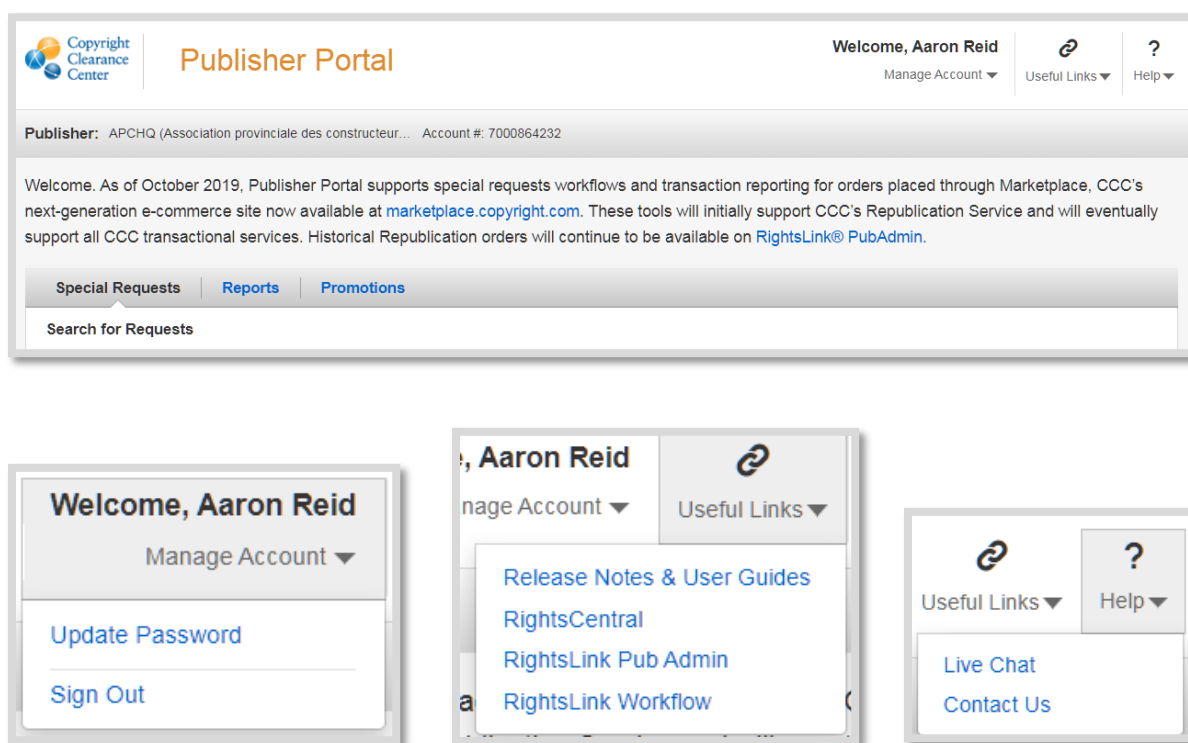 Copyright
Clearance
Center
Publisher Portal
Welcome, Aaron Reid
Manage Account
Useful Links
?
Help
Publisher: APCHQ (Association provinciale des constructeur... Account #: 7000864232
Welcome. As of October 2019, Publisher Portal supports special requests workflows and transaction reporting for orders placed through Marketplace, CCC's
next-generation e-commerce site now available at marketplace.copyright.com. These tools will initially support CCC's Republication Service and will eventually
support all CCC transactional services. Historical Republication orders will continue to be available on RightsLink® PubAdmin.
Special Requests Reports Promotions
Search for Requests
Welcome, Aaron Reid
Manage Account
Update Password
Sign Out
, Aaron Reid
nage Account
Useful Links
Release Notes & User Guides
RightsCentral
RightsLink Pub Admin
RightsLink Workflow
Useful Links
?
Help
Live Chat
Contact Us